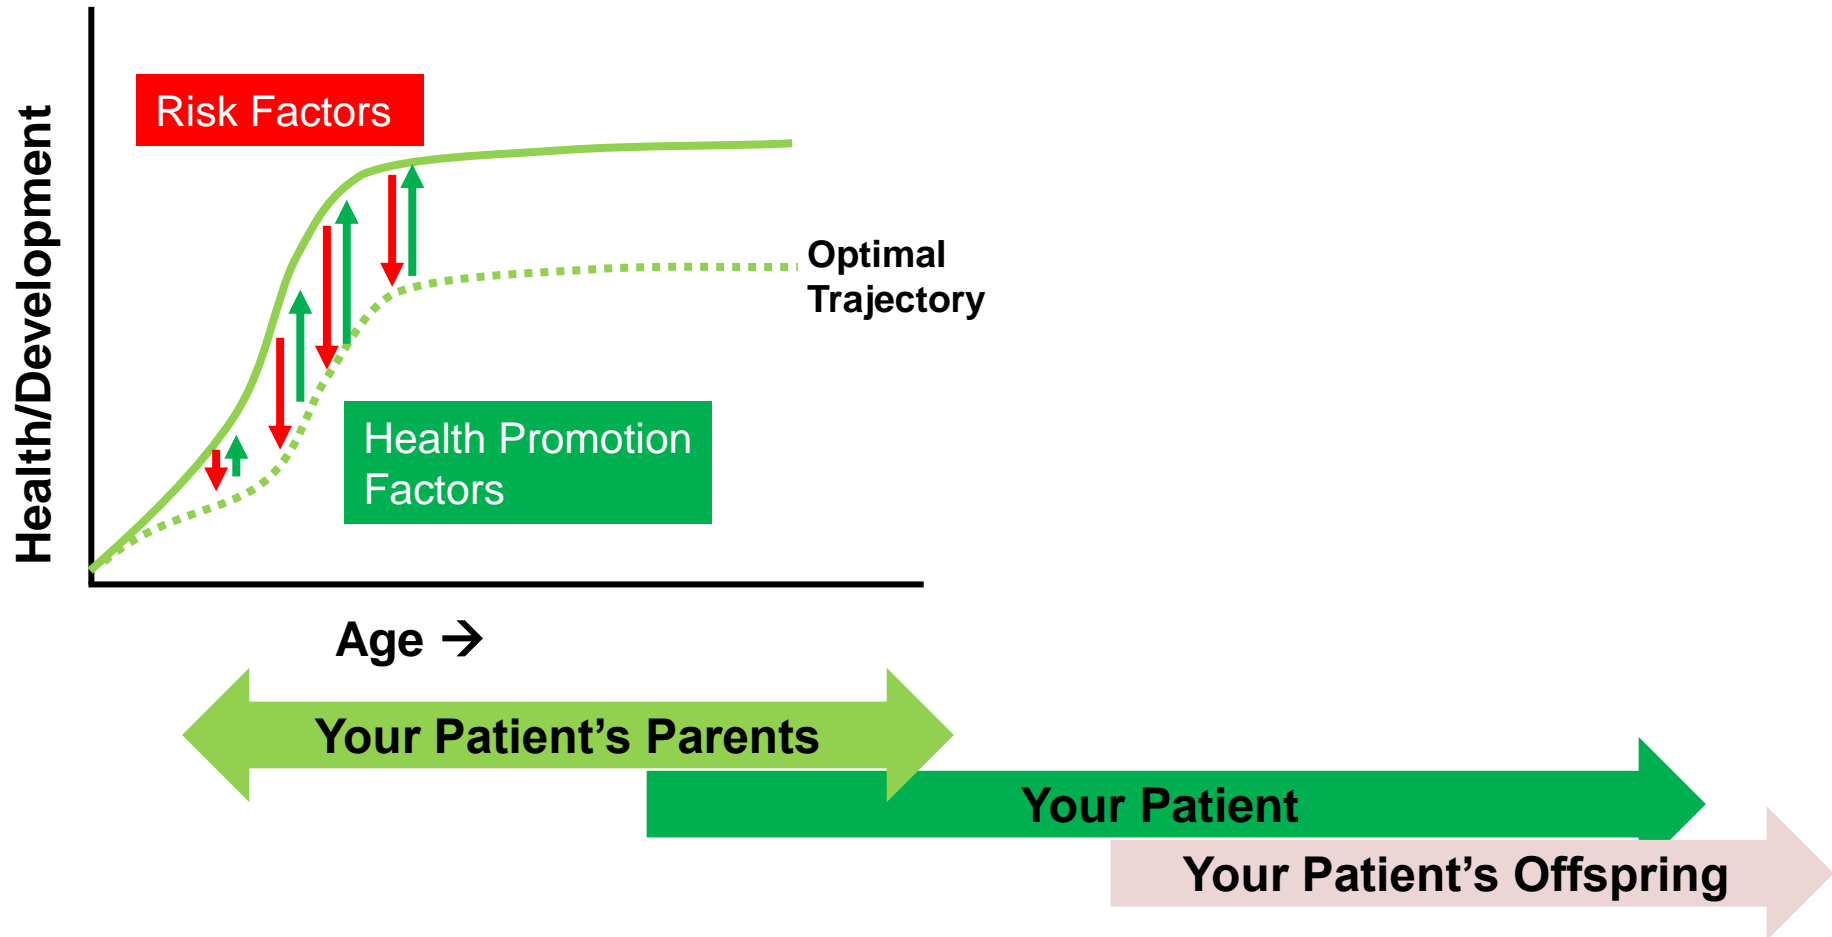 Risk Factors
Health/Development
Optimal
Trajectory
Health Promotion
Factors
Age →
Your Patient’s Parents
Your Patient
Your Patient’s Offspring